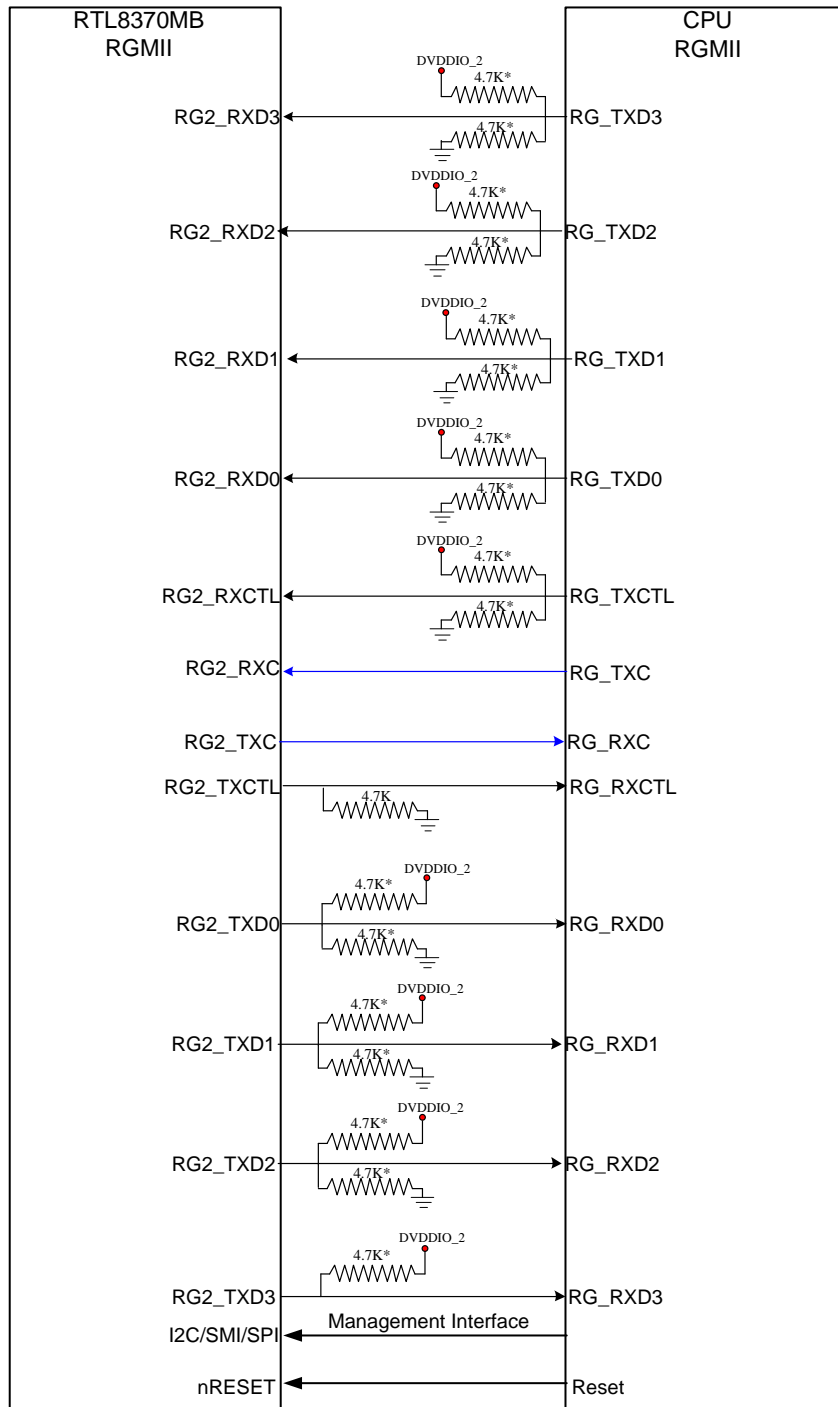 RTL8370MB
RGMII
CPU
RGMII
DVDDIO_2
4.7K*
RG2_RXD3
RG_TXD3
4.7K*
DVDDIO_2
4.7K*
RG2_RXD2
RG_TXD2
4.7K*
DVDDIO_2
4.7K*
RG2_RXD1
RG_TXD1
4.7K*
DVDDIO_2
4.7K*
RG2_RXD0
RG_TXD0
4.7K*
DVDDIO_2
4.7K*
RG2_RXCTL
RG_TXCTL
4.7K*
RG2_RXC
RG_TXC
RG2_TXC
RG_RXC
RG2_TXCTL
RG_RXCTL
4.7K
DVDDIO_2
4.7K*
RG2_TXD0
RG_RXD0
4.7K*
DVDDIO_2
4.7K*
RG2_TXD1
RG_RXD1
4.7K*
DVDDIO_2
4.7K*
RG2_TXD2
RG_RXD2
4.7K*
DVDDIO_2
4.7K*
RG2_TXD3
RG_RXD3
Management Interface
I2C/SMI/SPI
nRESET
Reset